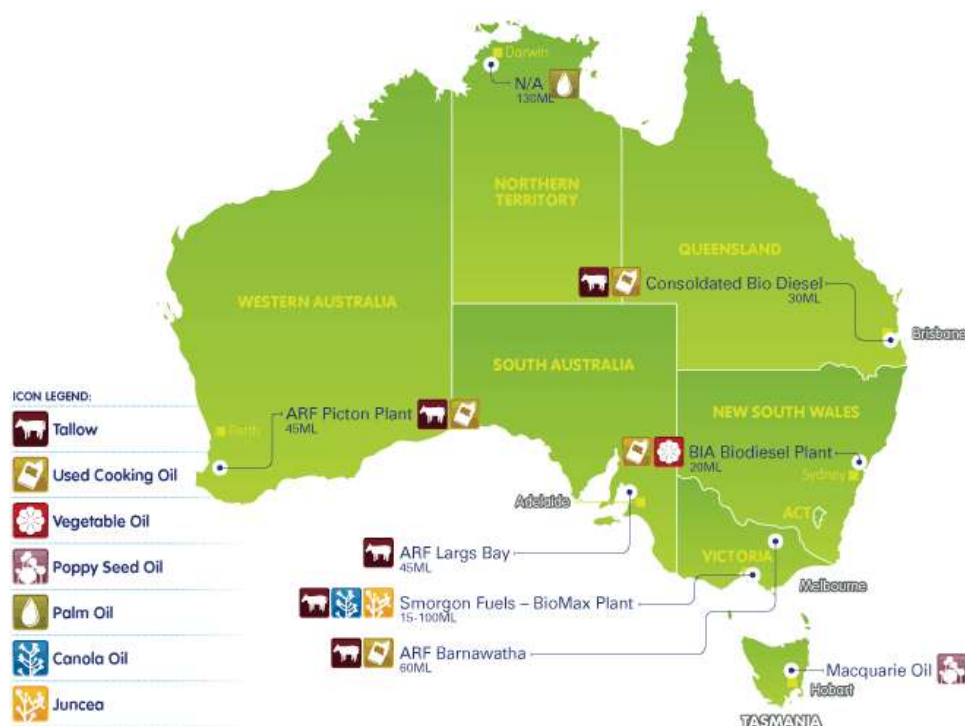 Darwin
N/A
130ML
NORTHERN
TERRITORY
QUEENSLAND
Consoldated Bio Diesel
30ML
WESTERN AUSTRALIA
Brisbane
SOUTH AUSTRALIA
ICON LEGEND:
Tallow
Used Cooking Oil
Vegetable Oil
Poppy Seed Oil
Palm Oil
Canola Oil
Juncea
ARF Picton Plant
45ML
Perth
NEW SOUTH WALES
BIA Biodiesel Plant
20ML
Sydney
Adelaide
ACT
ARF Largs Bay
45ML
VICTORIA
Melbourne
Smorgon Fuels – BioMax Plant
15-100ML
ARF Barnawatha
60ML
Macquarie Oil
Hobart
TASMANIA